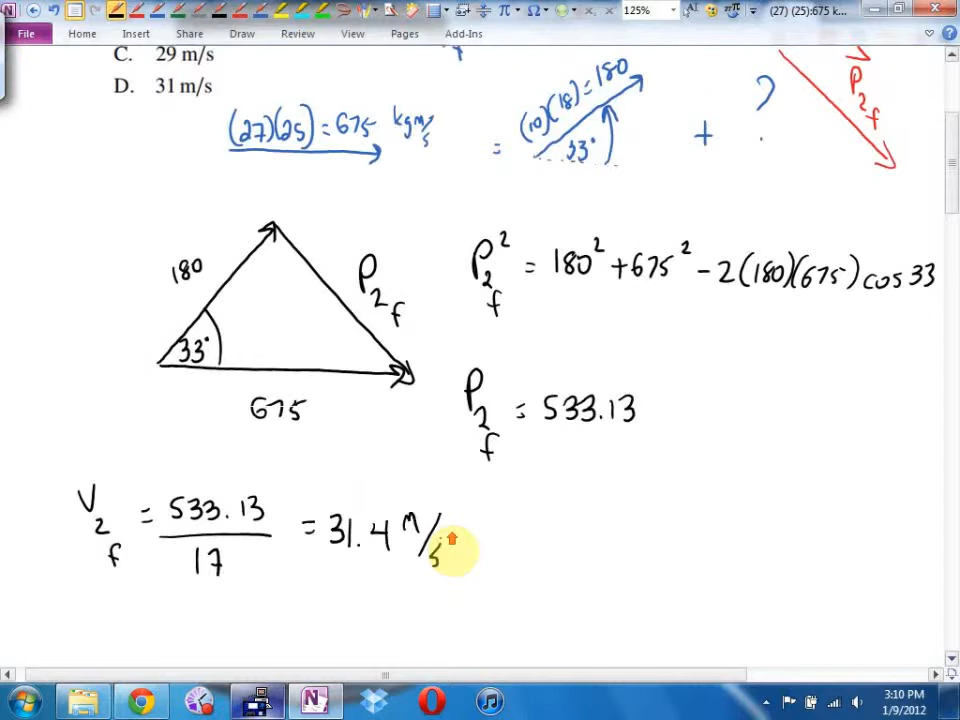 125% (27) (25):675 k...
File Home Insert Share Draw Review View Pages Add-Ins
C. 29 m/s
D. 31 m/s
(27)(25)=675 kgm/s
= (10)(18)=180 33° + ? P2f
180 33° 675 P2f
P2f² = 180² + 675² - 2(180)(675) cos 33
P2f = 533.13
V2f = 533.13/17 = 31.4 m/s
3:10 PM
1/9/2012